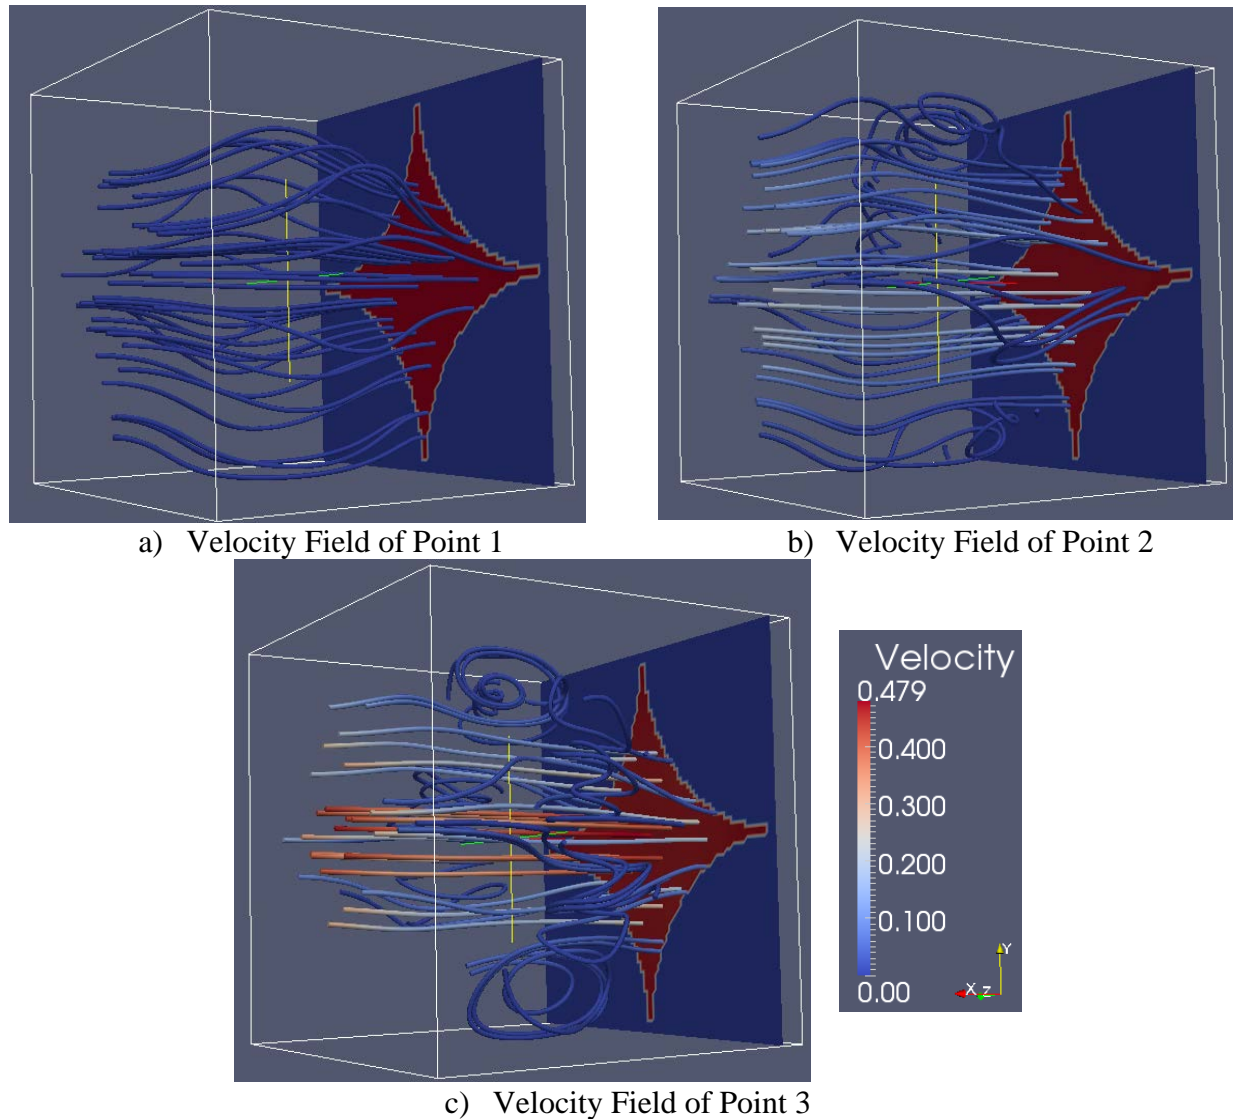 a) Velocity Field of Point 1
b) Velocity Field of Point 2
Velocity
0.479
0.400
0.300
0.200
0.100
0.00
Y
X Z
c) Velocity Field of Point 3